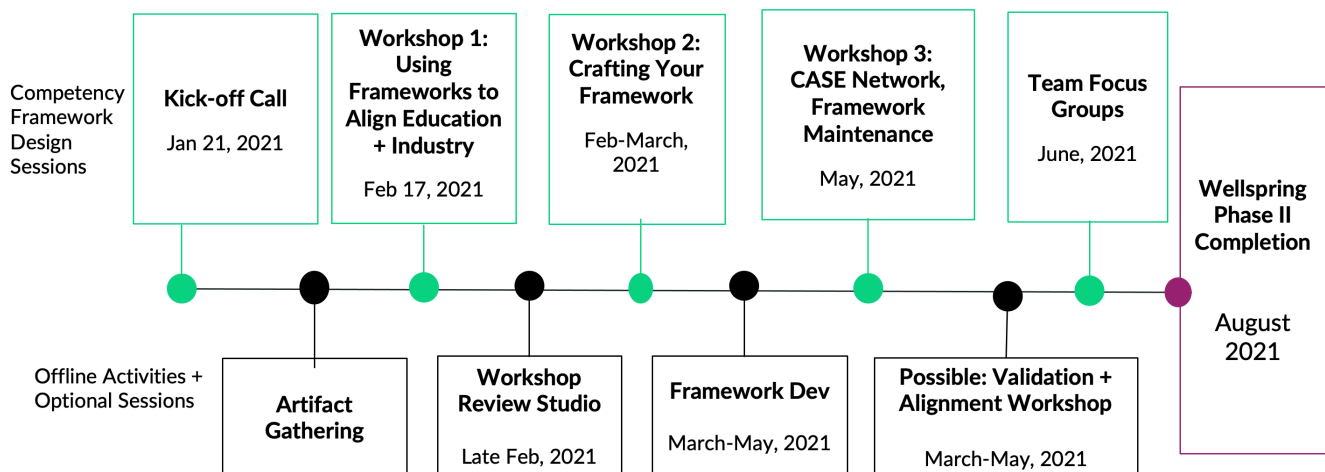 Competency
Framework
Design
Sessions
Kick-off Call
Jan 21, 2021
Workshop 1:
Using
Frameworks to
Align Education
+ Industry
Feb 17, 2021
Workshop 2:
Crafting Your
Framework
Feb-March,
2021
Workshop 3:
CASE Network,
Framework
Maintenance
May, 2021
Team Focus
Groups
June, 2021
Wellspring
Phase II
Completion
August
2021
Offline Activities +
Optional Sessions
Artifact
Gathering
Workshop
Review Studio
Late Feb, 2021
Framework Dev
March-May, 2021
Possible: Validation +
Alignment Workshop
March-May, 2021